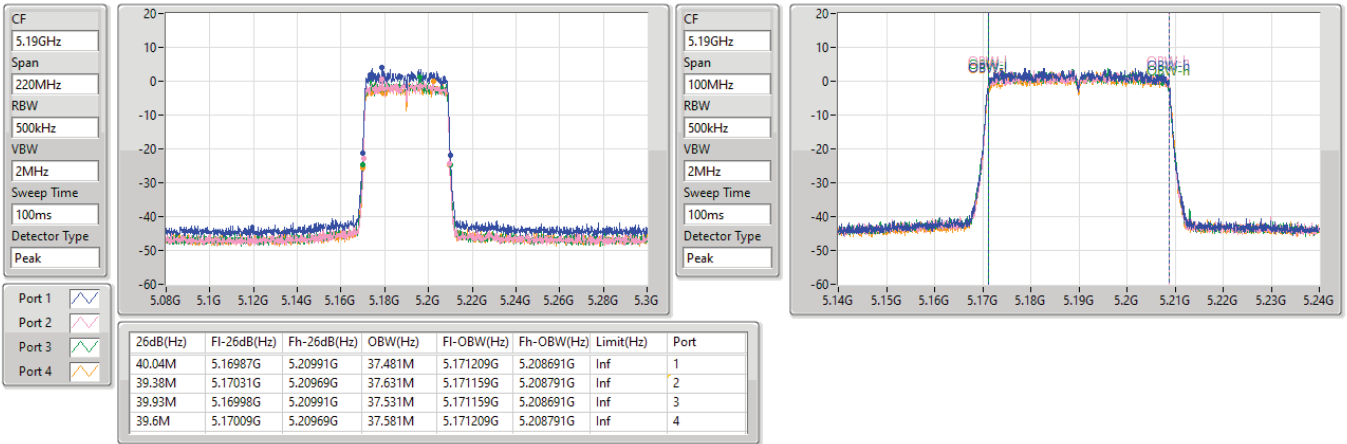 CF
5.19GHz
Span
220MHz
RBW
500kHz
VBW
2MHz
Sweep Time
100ms
Detector Type
Peak
Port 1
Port 2
Port 3
Port 4
20
10
0
-10
-20
-30
-40
-50
-60
5.08G 5.1G 5.12G 5.14G 5.16G 5.18G 5.2G 5.22G 5.24G 5.26G 5.28G 5.3G
CF
5.19GHz
Span
100MHz
RBW
500kHz
VBW
2MHz
Sweep Time
100ms
Detector Type
Peak
20
10
0
-10
-20
-30
-40
-50
-60
OBW-l OBW-h
5.14G 5.15G 5.16G 5.17G 5.18G 5.19G 5.2G 5.21G 5.22G 5.23G 5.24G
26dB(Hz) Fl-26dB(Hz) Fh-26dB(Hz) OBW(Hz) Fl-OBW(Hz) Fh-OBW(Hz) Limit(Hz) Port
40.04M 5.16987G 5.20991G 37.481M 5.171209G 5.208691G Inf 1
39.38M 5.17031G 5.20969G 37.631M 5.171159G 5.208791G Inf 2
39.93M 5.16998G 5.20991G 37.531M 5.171159G 5.208691G Inf 3
39.6M 5.17009G 5.20969G 37.581M 5.171209G 5.208791G Inf 4